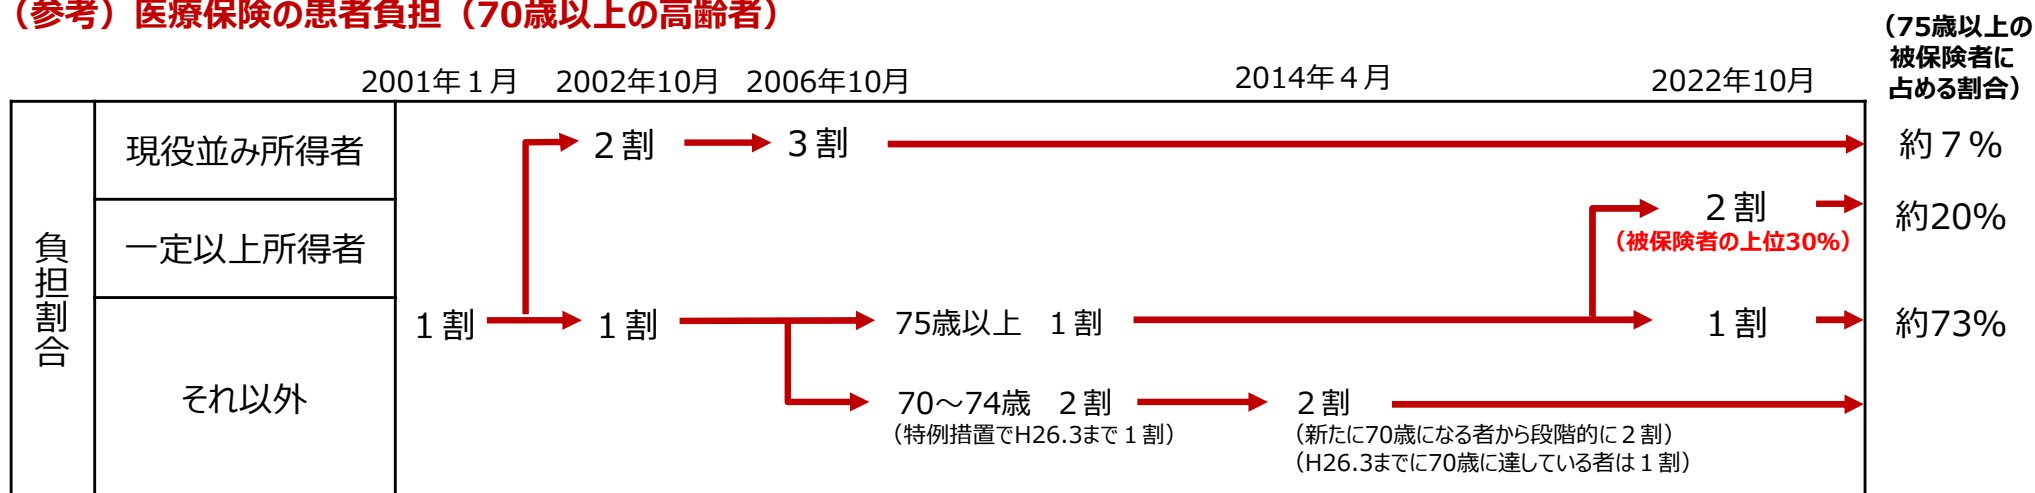 （参考）医療保険の患者負担（70歳以上の高齢者）
（75歳以上の
被保険者に
占める割合）
2001年１月 2002年10月 2006年10月 2014年４月 2022年10月
負担割合
現役並み所得者 ２割 ３割 約７％
一定以上所得者 ２割 約20%
（被保険者の上位30%）
１割 １割 75歳以上 １割 １割 約73%
それ以外 70～74歳 ２割 ２割
（特例措置でH26.3まで１割） （新たに70歳になる者から段階的に２割）
（H26.3までに70歳に達している者は１割）